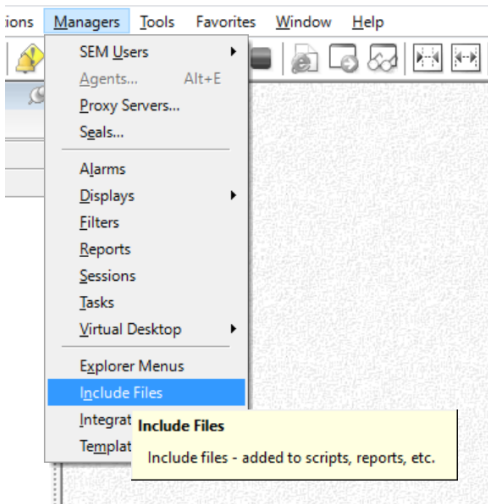 ions Managers Tools Favorites Window Help
SEM Users
Agents... Alt+E
Proxy Servers...
Seals...
Alarms
Displays
Filters
Reports
Sessions
Tasks
Virtual Desktop
Explorer Menus
Include Files
Integrat
Include Files
Templat
Include files - added to scripts, reports, etc.